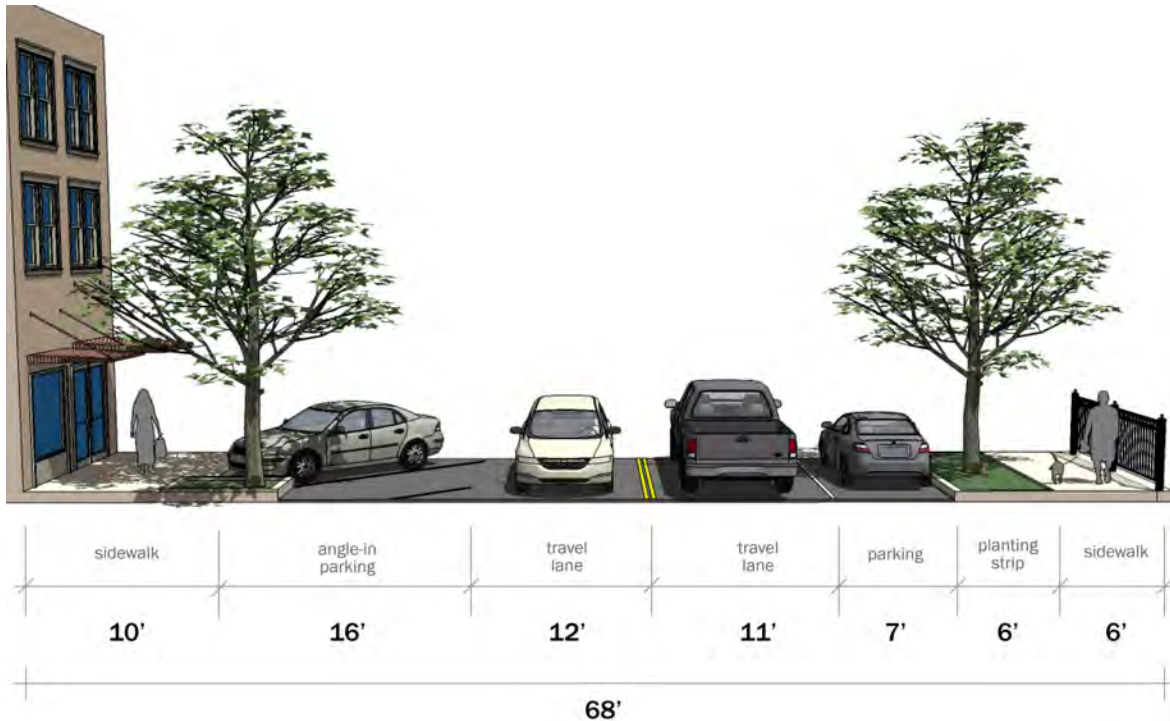 sidewalk
angle-in
parking
travel
lane
travel
lane
parking
planting
strip
sidewalk
10’
16’
12’
11’
7’
6’
6’
68’